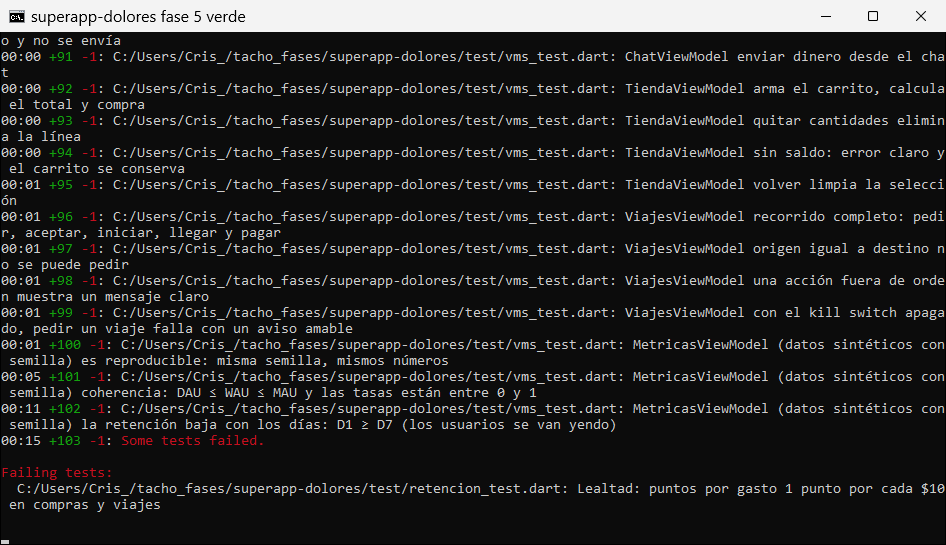 superapp-dolores fase 5 verde
o y no se envía
00:00 +91 -1: C:/Users/Cris_/tacho_fases/superapp-dolores/test/vms_test.dart: ChatViewModel enviar dinero desde el cha
t
00:00 +92 -1: C:/Users/Cris_/tacho_fases/superapp-dolores/test/vms_test.dart: TiendaViewModel arma el carrito, calcula
 el total y compra
00:00 +93 -1: C:/Users/Cris_/tacho_fases/superapp-dolores/test/vms_test.dart: TiendaViewModel quitar cantidades elimin
a la línea
00:00 +94 -1: C:/Users/Cris_/tacho_fases/superapp-dolores/test/vms_test.dart: TiendaViewModel sin saldo: error claro y
 el carrito se conserva
00:01 +95 -1: C:/Users/Cris_/tacho_fases/superapp-dolores/test/vms_test.dart: TiendaViewModel volver limpia la selecci
ón
00:01 +96 -1: C:/Users/Cris_/tacho_fases/superapp-dolores/test/vms_test.dart: ViajesViewModel recorrido completo: pedi
r, aceptar, iniciar, llegar y pagar
00:01 +97 -1: C:/Users/Cris_/tacho_fases/superapp-dolores/test/vms_test.dart: ViajesViewModel origen igual a destino n
o se puede pedir
00:01 +98 -1: C:/Users/Cris_/tacho_fases/superapp-dolores/test/vms_test.dart: ViajesViewModel una acción fuera de orde
n muestra un mensaje claro
00:01 +99 -1: C:/Users/Cris_/tacho_fases/superapp-dolores/test/vms_test.dart: ViajesViewModel con el kill switch apaga
do, pedir un viaje falla con un aviso amable
00:01 +100 -1: C:/Users/Cris_/tacho_fases/superapp-dolores/test/vms_test.dart: MetricasViewModel (datos sintéticos con
 semilla) es reproducible: misma semilla, mismos números
00:05 +101 -1: C:/Users/Cris_/tacho_fases/superapp-dolores/test/vms_test.dart: MetricasViewModel (datos sintéticos con
 semilla) coherencia: DAU ≤ WAU ≤ MAU y las tasas están entre 0 y 1
00:11 +102 -1: C:/Users/Cris_/tacho_fases/superapp-dolores/test/vms_test.dart: MetricasViewModel (datos sintéticos con
 semilla) la retención baja con los días: D1 ≥ D7 (los usuarios se van yendo)
00:15 +103 -1: Some tests failed.

Failing tests:
  C:/Users/Cris_/tacho_fases/superapp-dolores/test/retencion_test.dart: Lealtad: puntos por gasto 1 punto por cada $10
 en compras y viajes